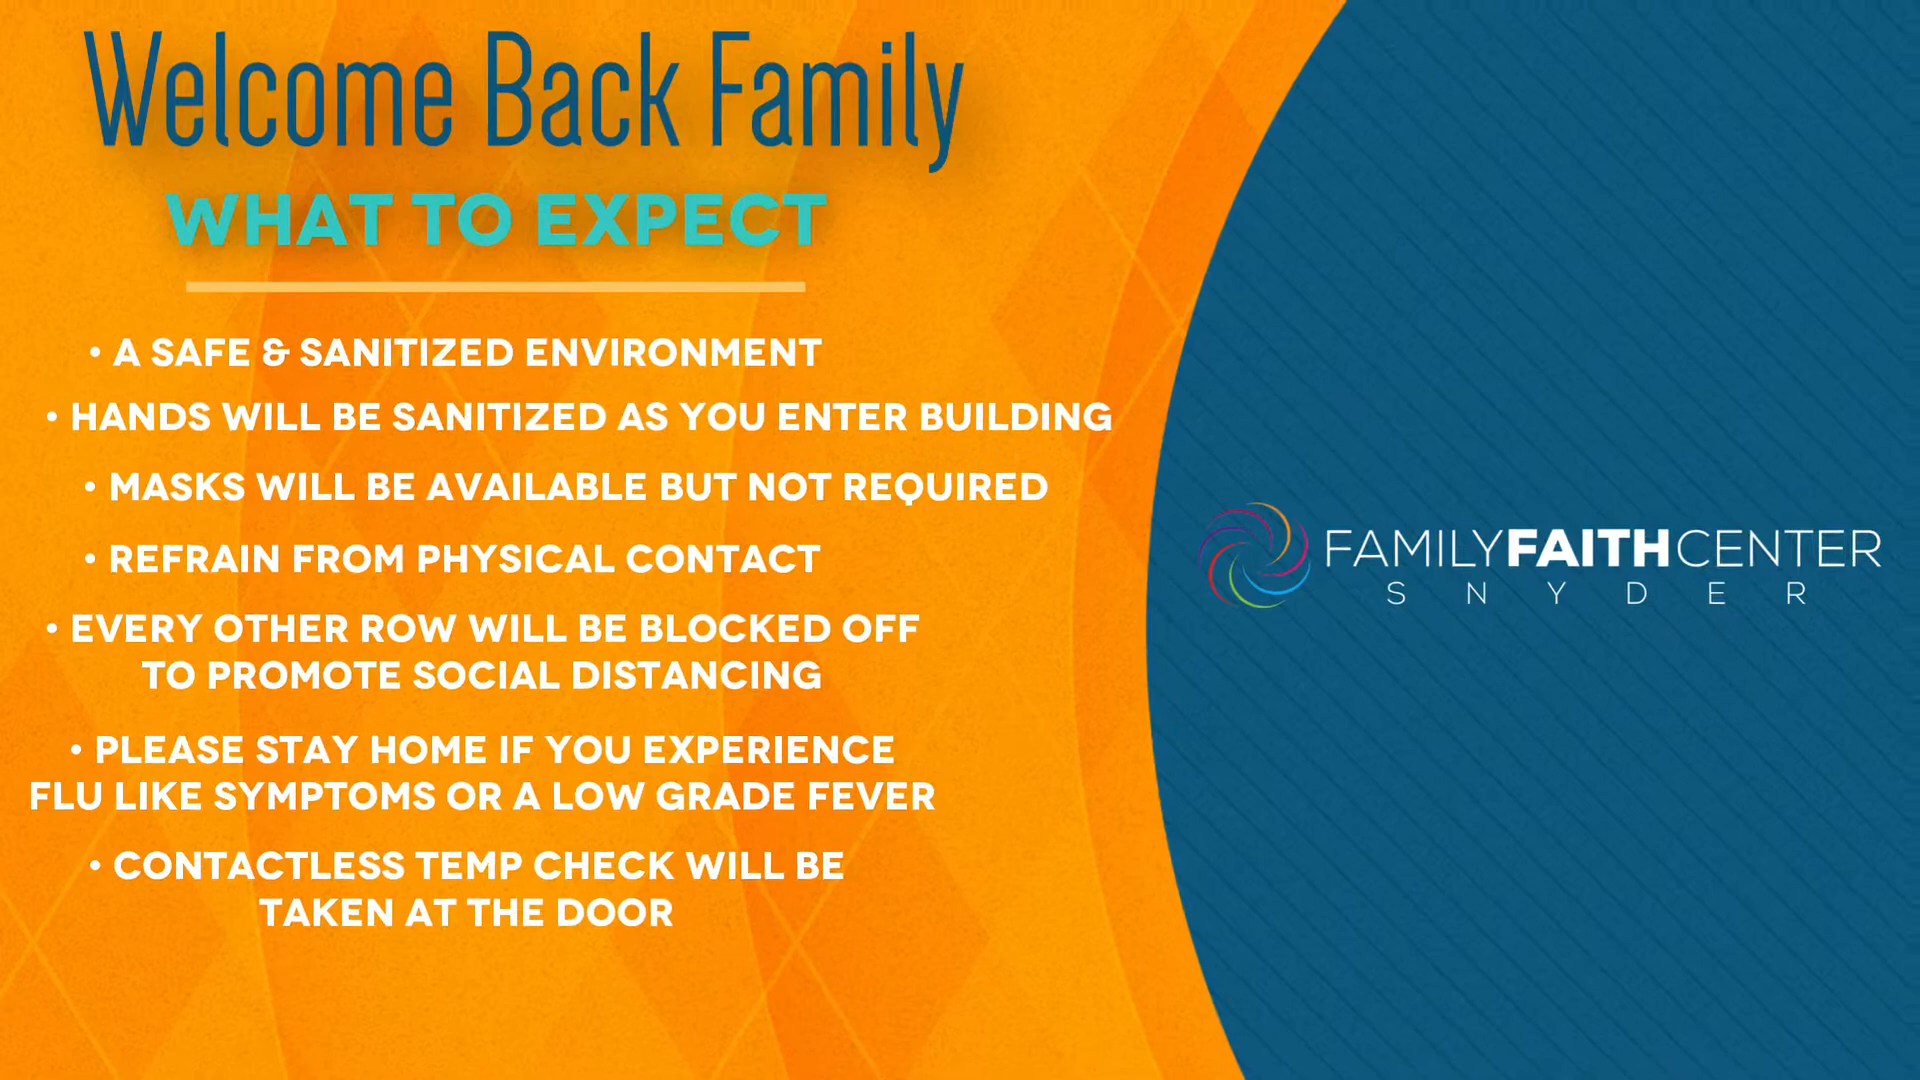 Welcome Back Family
WHAT TO EXPECT
• A SAFE & SANITIZED ENVIRONMENT
• HANDS WILL BE SANITIZED AS YOU ENTER BUILDING
• MASKS WILL BE AVAILABLE BUT NOT REQUIRED
• REFRAIN FROM PHYSICAL CONTACT
• EVERY OTHER ROW WILL BE BLOCKED OFF
TO PROMOTE SOCIAL DISTANCING
• PLEASE STAY HOME IF YOU EXPERIENCE
FLU LIKE SYMPTOMS OR A LOW GRADE FEVER
• CONTACTLESS TEMP CHECK WILL BE
TAKEN AT THE DOOR
FAMILYFAITHCENTER
SNYDER